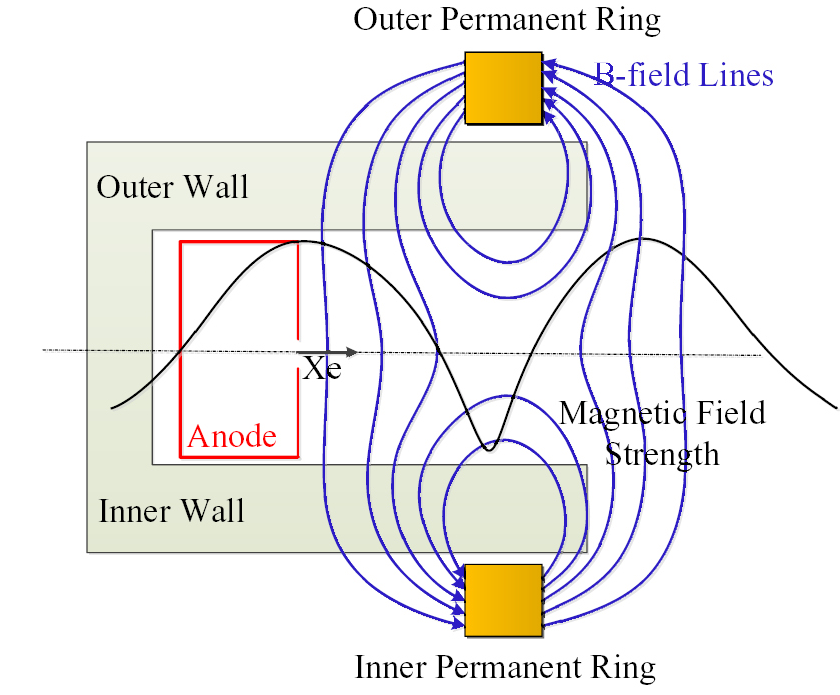 Outer Permanent Ring
B-field Lines
Outer Wall
Xe
Magnetic Field
Strength
Anode
Inner Wall
Inner Permanent Ring